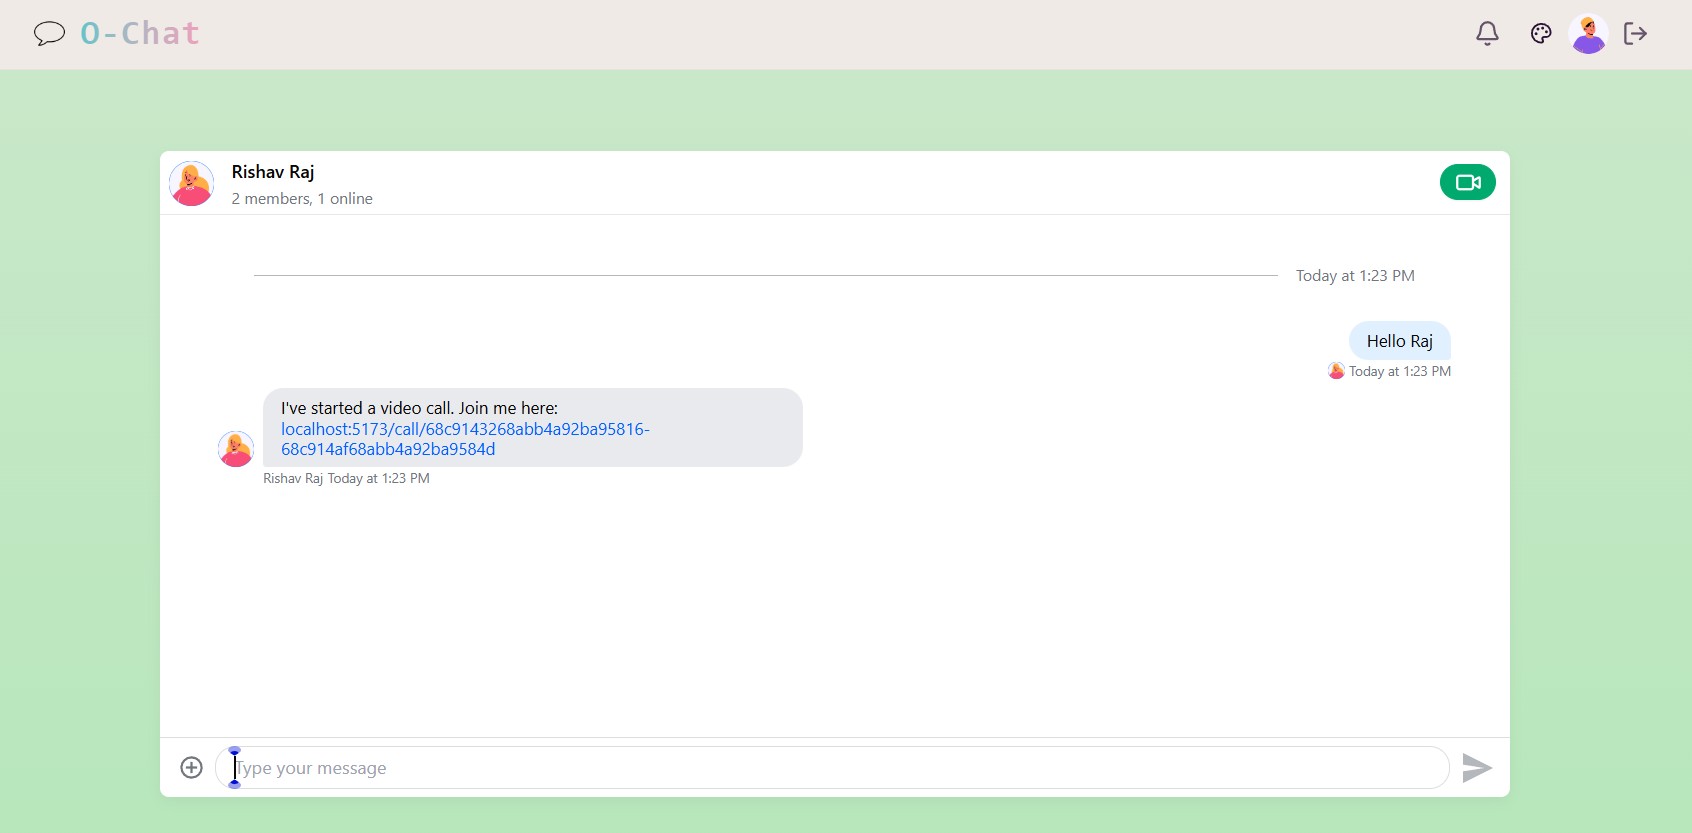 O-Chat
Rishav Raj
2 members, 1 online
Today at 1:23 PM
Hello Raj
Today at 1:23 PM
I've started a video call. Join me here:
localhost:5173/call/68c9143268abb4a92ba95816-
68c914af68abb4a92ba9584d
Rishav Raj Today at 1:23 PM
Type your message